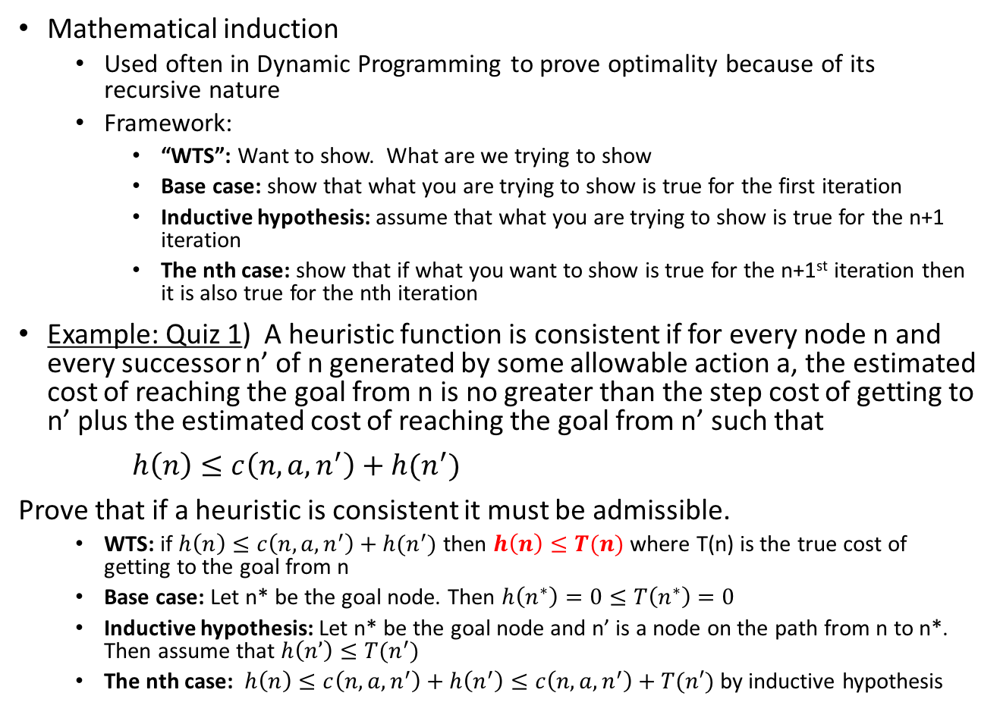 • Mathematical induction
• Used often in Dynamic Programming to prove optimality because of its
recursive nature
• Framework:
• “WTS”: Want to show.  What are we trying to show
• Base case: show that what you are trying to show is true for the first iteration
• Inductive hypothesis: assume that what you are trying to show is true for the n+1
iteration
• The nth case: show that if what you want to show is true for the n+1st iteration then
it is also true for the nth iteration
• Example: Quiz 1)  A heuristic function is consistent if for every node n and
every successor n’ of n generated by some allowable action a, the estimated
cost of reaching the goal from n is no greater than the step cost of getting to
n’ plus the estimated cost of reaching the goal from n’ such that
h(n) ≤ c(n, a, n′) + h(n′)
Prove that if a heuristic is consistent it must be admissible.
• WTS: if h(n) ≤ c(n, a, n′) + h(n′) then h(n) ≤ T(n) where T(n) is the true cost of
getting to the goal from n
• Base case: Let n* be the goal node. Then h(n*) = 0 ≤ T(n*) = 0
• Inductive hypothesis: Let n* be the goal node and n’ is a node on the path from n to n*.
Then assume that h(n’) ≤ T(n′)
• The nth case:  h(n) ≤ c(n, a, n′) + h(n′) ≤ c(n, a, n′) + T(n′) by inductive hypothesis